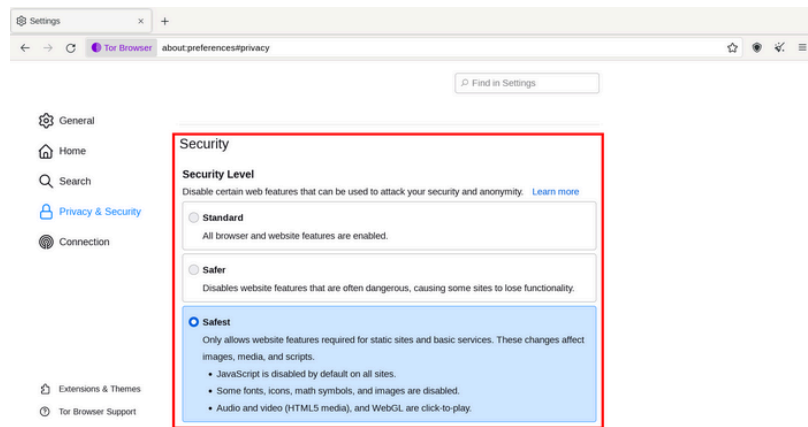 Settings
Tor Browser
about:preferences#privacy
Find in Settings
General
Home
Search
Privacy & Security
Connection
Extensions & Themes
Tor Browser Support
Security
Security Level
Disable certain web features that can be used to attack your security and anonymity. Learn more
Standard
All browser and website features are enabled.
Safer
Disables website features that are often dangerous, causing some sites to lose functionality.
Safest
Only allows website features required for static sites and basic services. These changes affect
images, media, and scripts.
• JavaScript is disabled by default on all sites.
• Some fonts, icons, math symbols, and images are disabled.
• Audio and video (HTML5 media), and WebGL are click-to-play.